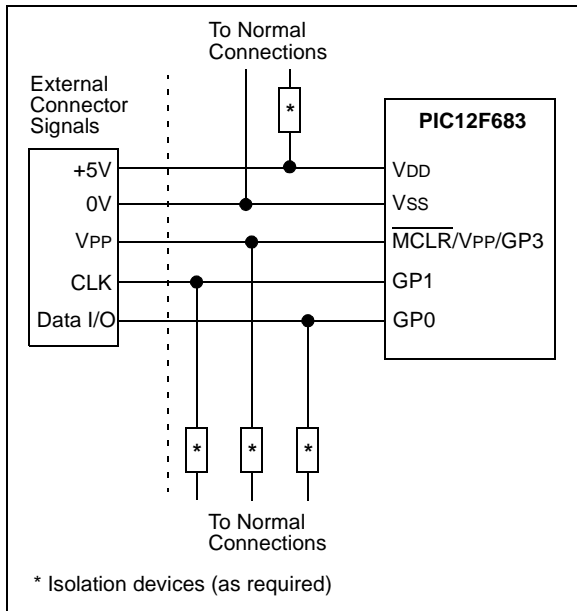 To Normal
Connections
External
Connector
Signals
*
PIC12F683
+5V
VDD
0V
VSS
VPP
MCLR/VPP/GP3
CLK
GP1
Data I/O
GP0
* * *
To Normal
Connections
* Isolation devices (as required)